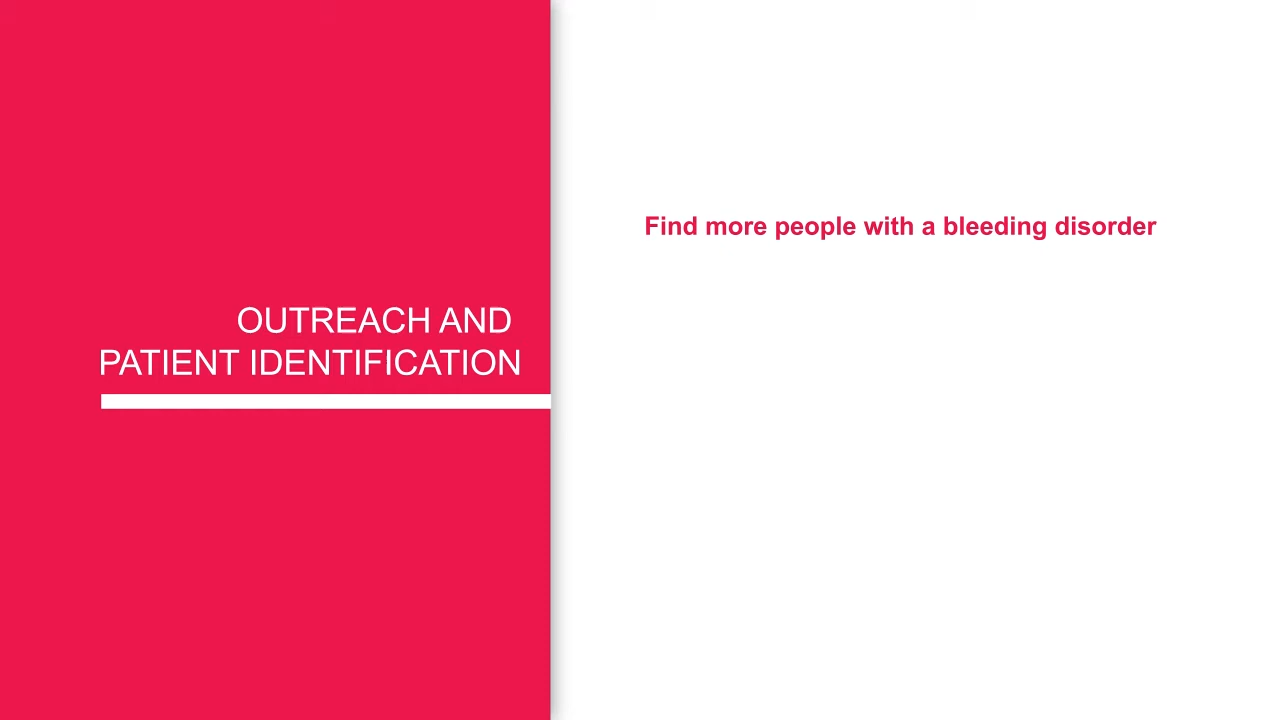 OUTREACH AND
PATIENT IDENTIFICATION
Find more people with a bleeding disorder